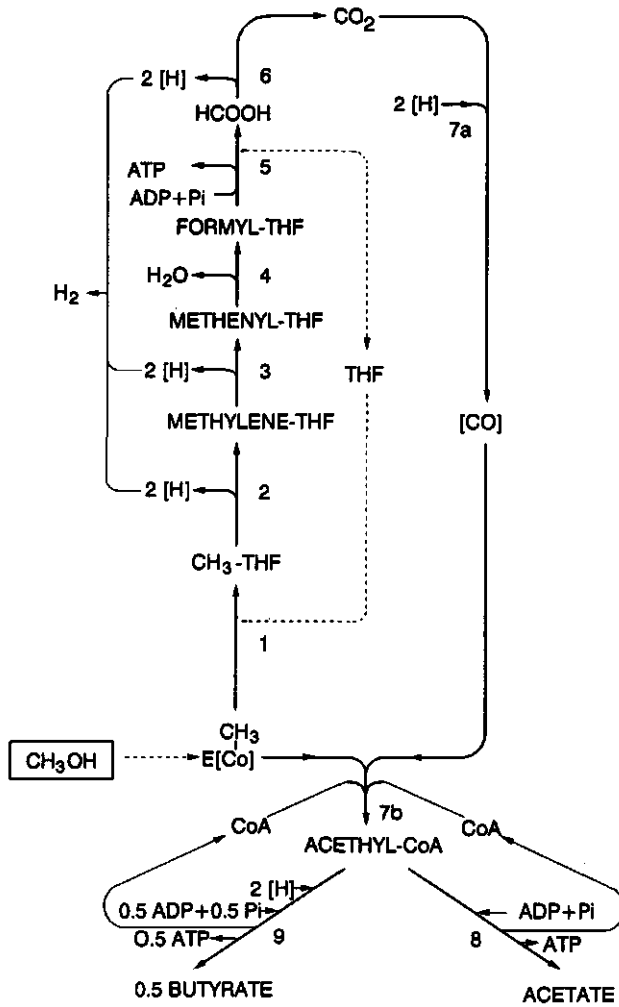 CO2
2 [H]
6
HCOOH
2 [H]
7a
ATP
5
ADP+Pi
FORMYL-THF
H2O
4
H2
METHENYL-THF
2 [H]
3
THF
METHYLENE-THF
[CO]
2 [H]
2
CH3-THF
1
CH3
CH3OH
E[Co]
7b
CoA
CoA
ACETHYL-CoA
2 [H]
0.5 ADP+0.5 Pi
ADP+Pi
O.5 ATP
9
8
ATP
0.5 BUTYRATE
ACETATE